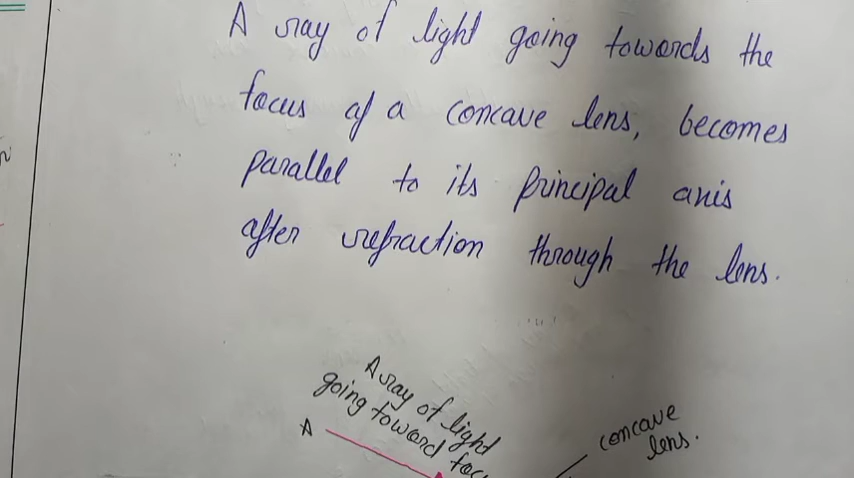 A ray of light going towards the
focus of a concave lens, becomes
parallel to its principal axis
after refraction through the lens.
A ray of light
going toward
A
concave
lens.